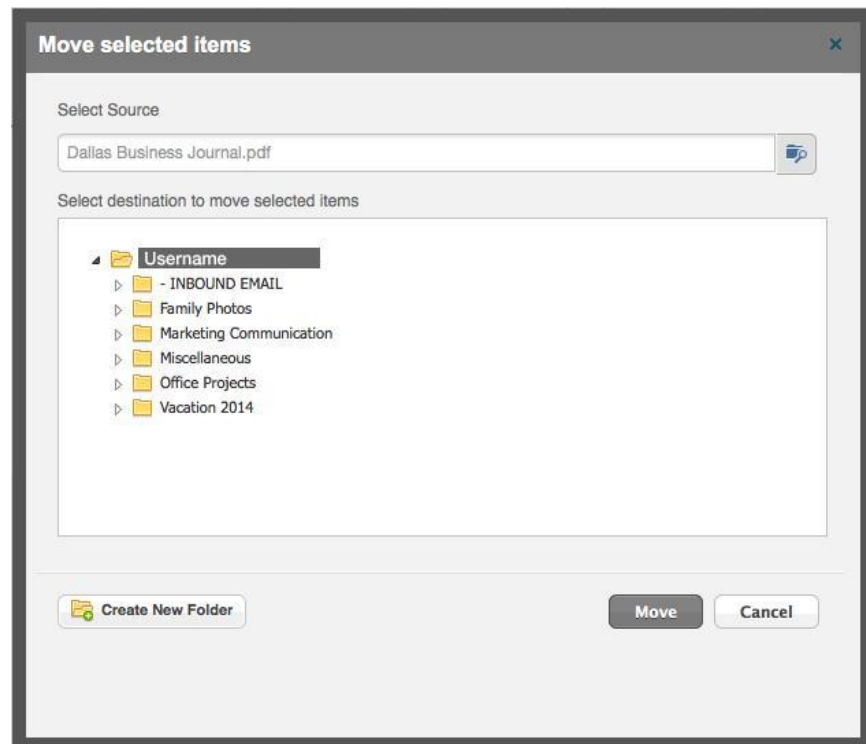 Move selected items
Select Source
Dallas Business Journal.pdf
Select destination to move selected items
Username
- INBOUND EMAIL
Family Photos
Marketing Communication
Miscellaneous
Office Projects
Vacation 2014
Create New Folder
Move
Cancel